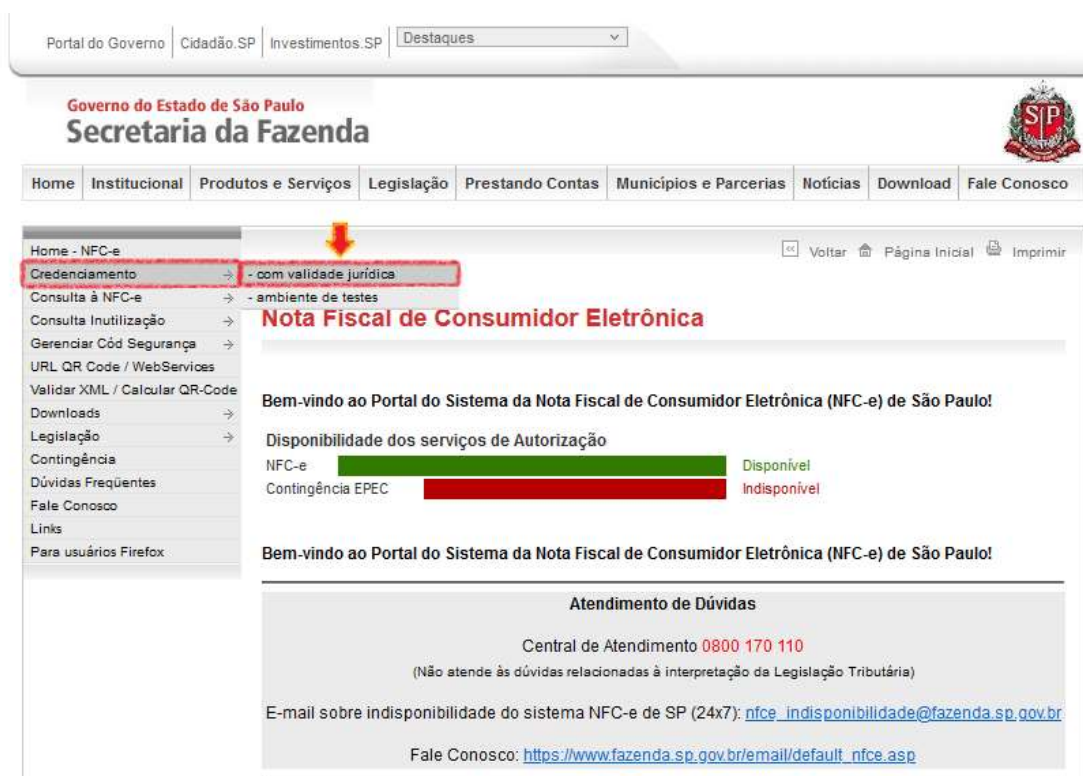 Portal do Governo Cidadão.SP Investimentos.SP Destaques
Governo do Estado de São Paulo
Secretaria da Fazenda
SP
Home Institucional Produtos e Serviços Legislação Prestando Contas Municípios e Parcerias Notícias Download Fale Conosco
Voltar Página Inicial Imprimir
Home - NFC-e
Credenciamento
- com validade jurídica
- ambiente de testes
Consulta à NFC-e
Consulta Inutilização
Gerenciar Cód Segurança
URL QR Code / WebServices
Validar XML / Calcular QR-Code
Downloads
Legislação
Contingência
Dúvidas Freqüentes
Fale Conosco
Links
Para usuários Firefox
Nota Fiscal de Consumidor Eletrônica
Bem-vindo ao Portal do Sistema da Nota Fiscal de Consumidor Eletrônica (NFC-e) de São Paulo!
Disponibilidade dos serviços de Autorização
NFC-e Disponível
Contingência EPEC Indisponível
Bem-vindo ao Portal do Sistema da Nota Fiscal de Consumidor Eletrônica (NFC-e) de São Paulo!
Atendimento de Dúvidas
Central de Atendimento 0800 170 110
(Não atende às dúvidas relacionadas à interpretação da Legislação Tributária)
E-mail sobre indisponibilidade do sistema NFC-e de SP (24x7): nfce_indisponibilidade@fazenda.sp.gov.br
Fale Conosco: https://www.fazenda.sp.gov.br/email/default_nfce.asp